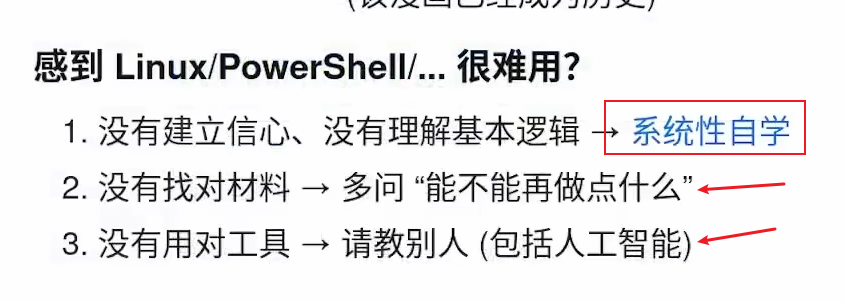 感到 Linux/PowerShell/... 很难用?
1. 没有建立信心、没有理解基本逻辑 → 系统性自学
2. 没有找对材料 → 多问 “能不能再做点什么”
3. 没有用对工具 → 请教别人 (包括人工智能)